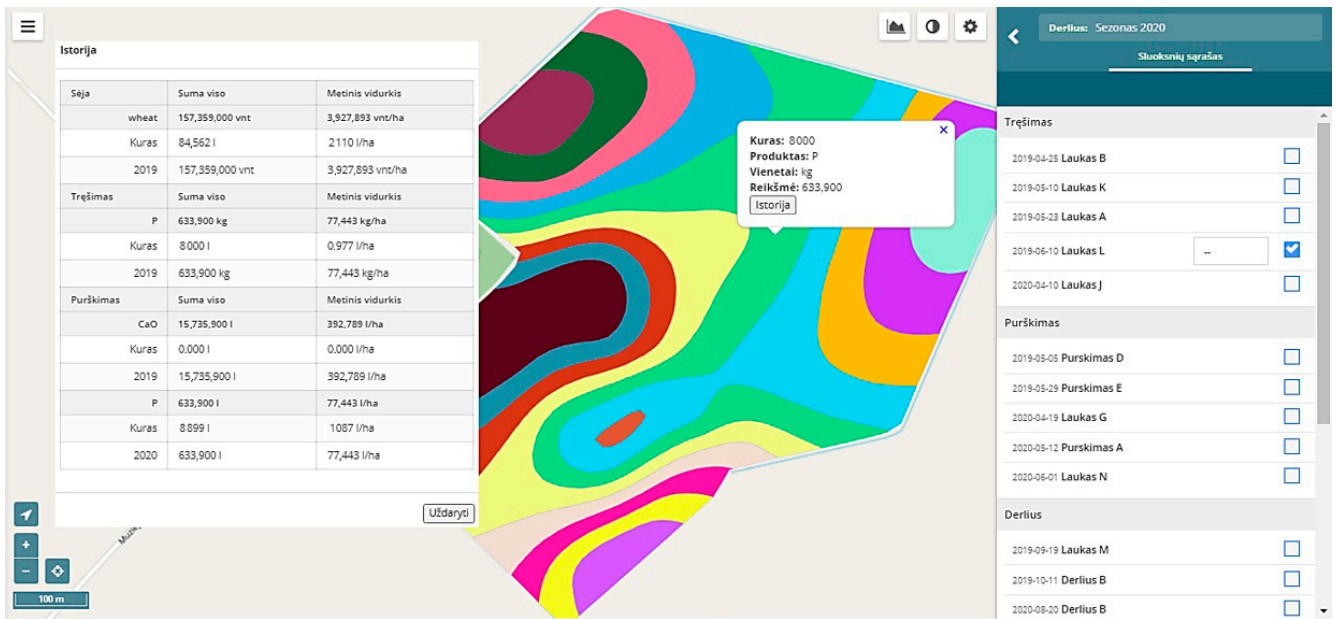 Istorija
Sėja Suma viso Metinis vidurkis
wheat 157,359,000 vnt 3,927,893 vnt/ha
Kuras 84,562 l 2110 l/ha
2019 157,359,000 vnt 3,927,893 vnt/ha
Tręšimas Suma viso Metinis vidurkis
P 633,900 kg 77,443 kg/ha
Kuras 8000 l 0.977 l/ha
2019 633,900 kg 77,443 kg/ha
Purškimas Suma viso Metinis vidurkis
CaO 15,735,900 l 392,789 l/ha
Kuras 0.000 l 0.000 l/ha
2019 15,735,900 l 392,789 l/ha
P 633,900 l 77,443 l/ha
Kuras 8899 l 1087 l/ha
2020 633,900 l 77,443 l/ha
Uždaryti
+
-
100 m
Kuras: 8000
Produktas: P
Vienetai: kg
Reikšmė: 633,900
Istorija
x
Derlius: Sezonas 2020
Sluoksnių sąrašas
Tręšimas
2019-04-25 Laukas B
2019-05-10 Laukas K
2019-05-23 Laukas A
2019-06-10 Laukas L --
2020-04-10 Laukas J
Purškimas
2019-05-05 Purskimas D
2019-05-29 Purskimas E
2020-04-19 Laukas G
2020-05-12 Purskimas A
2020-06-01 Laukas N
Derlius
2019-09-19 Laukas M
2019-10-11 Derlius B
2020-08-20 Derlius B